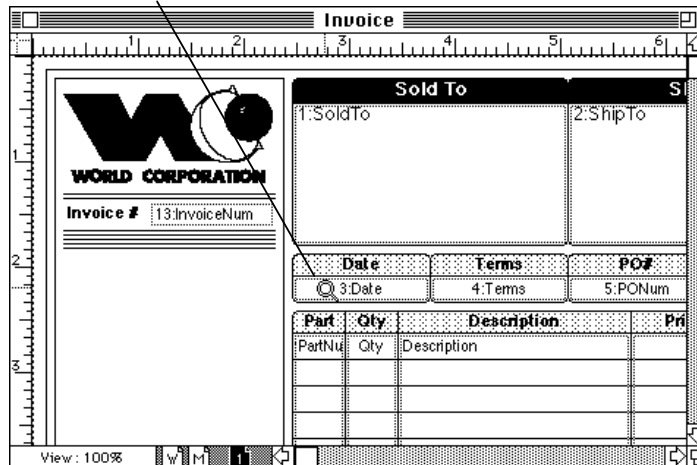 Invoice
1 2 3 4 5 6
Sold To
1:SoldTo 2:ShipTo
1
WORLD CORPORATION
Invoice # 13:InvoiceNum
2
Date Terms PO#
3:Date 4:Terms 5:PONum
Part Qty Description Pri
PartNu Qty Description
3
View: 100% W M 1